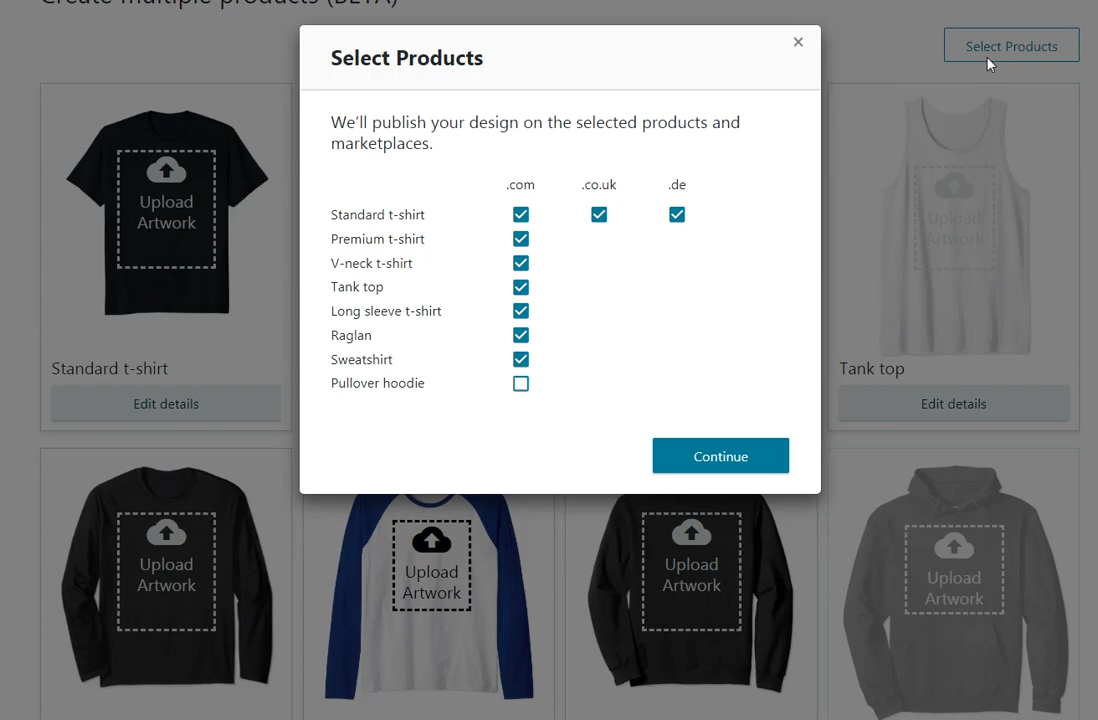 Create multiple products (BETA)
Select Products
Select Products
We'll publish your design on the selected products and
marketplaces.
.com .co.uk .de
Standard t-shirt
Premium t-shirt
V-neck t-shirt
Tank top
Long sleeve t-shirt
Raglan
Sweatshirt
Pullover hoodie
Continue
Upload
Artwork
Standard t-shirt
Edit details
Upload
Artwork
Tank top
Edit details
Upload
Artwork
Upload
Artwork
Upload
Artwork
Upload
Artwork